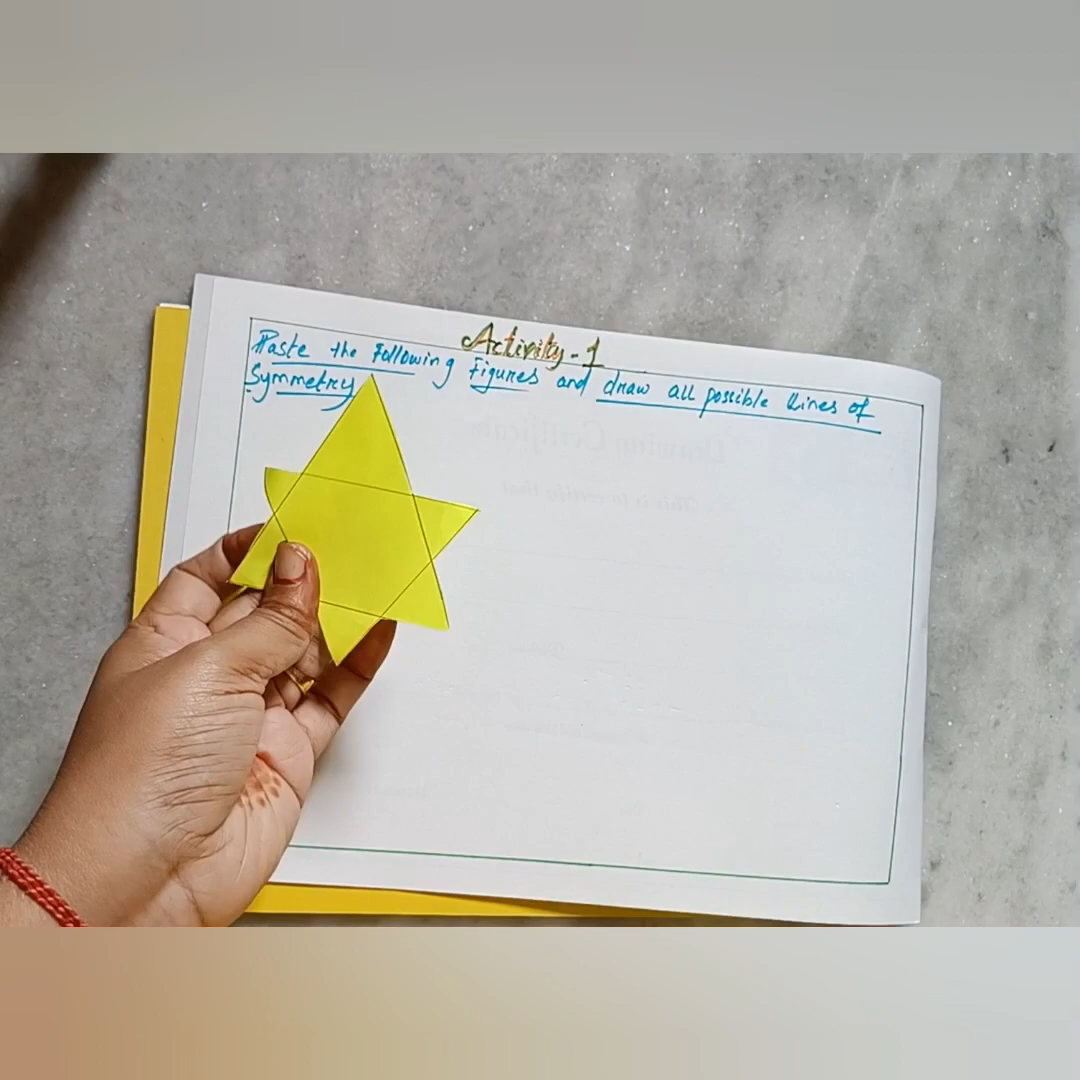 Activity-1
Paste the Following Figures and draw all possible lines of
Symmetry